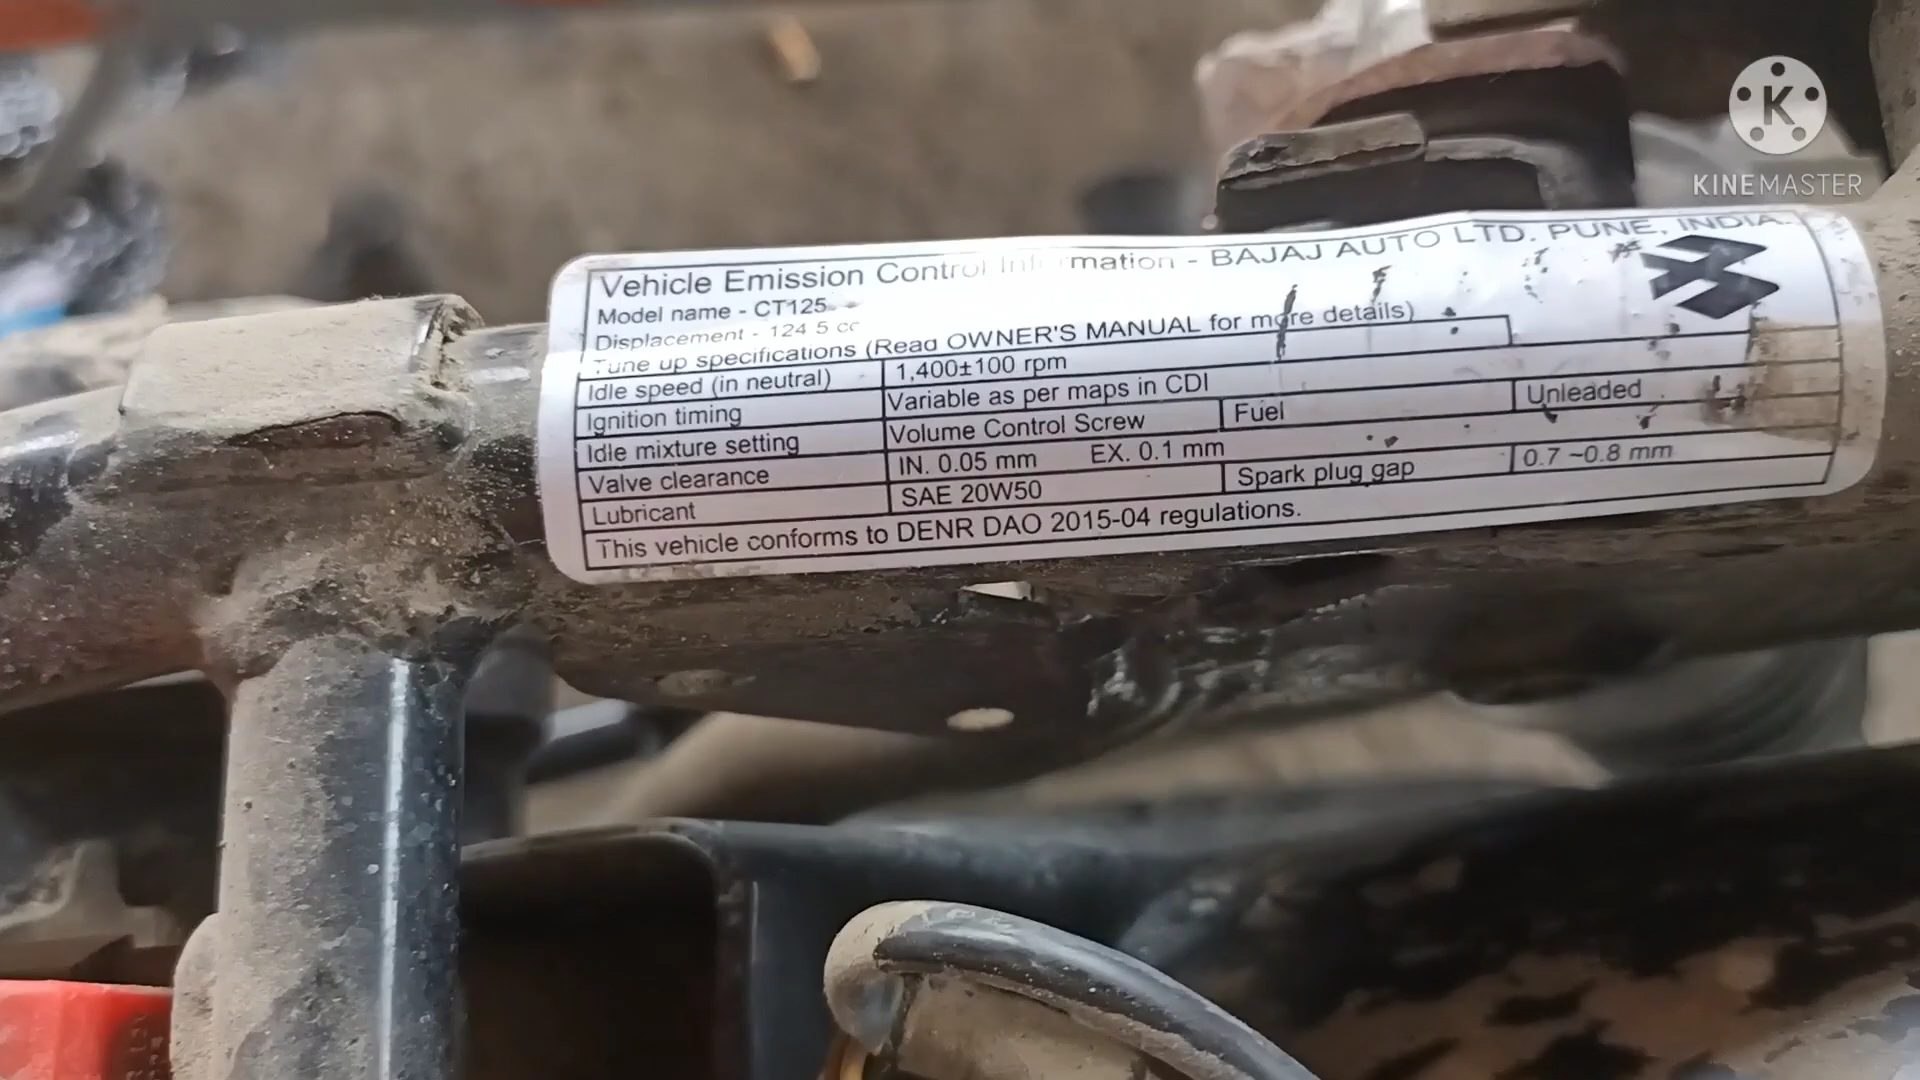 K
KINEMASTER
Vehicle Emission Control Information - BAJAJ AUTO LTD. PUNE, INDIA.
Model name - CT125
Displacement - 124.5 cc
Tune up specifications (Read OWNER'S MANUAL for more details)
Idle speed (in neutral) 1,400±100 rpm
Ignition timing Variable as per maps in CDI
Idle mixture setting Volume Control Screw Fuel Unleaded
Valve clearance IN. 0.05 mm EX. 0.1 mm
Lubricant SAE 20W50 Spark plug gap 0.7 ~0.8 mm
This vehicle conforms to DENR DAO 2015-04 regulations.